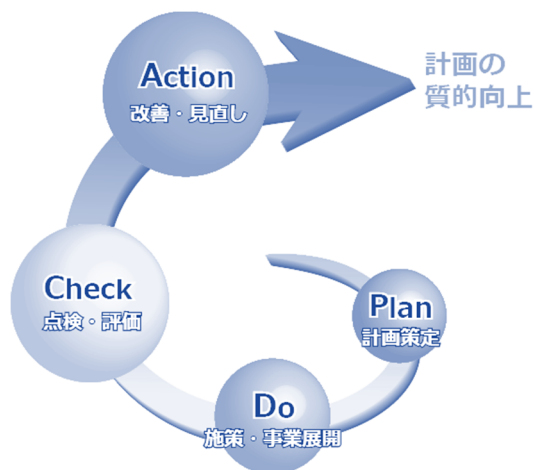 Action
改善・見直し
計画の
質的向上
Check
点検・評価
Plan
計画策定
Do
施策・事業展開